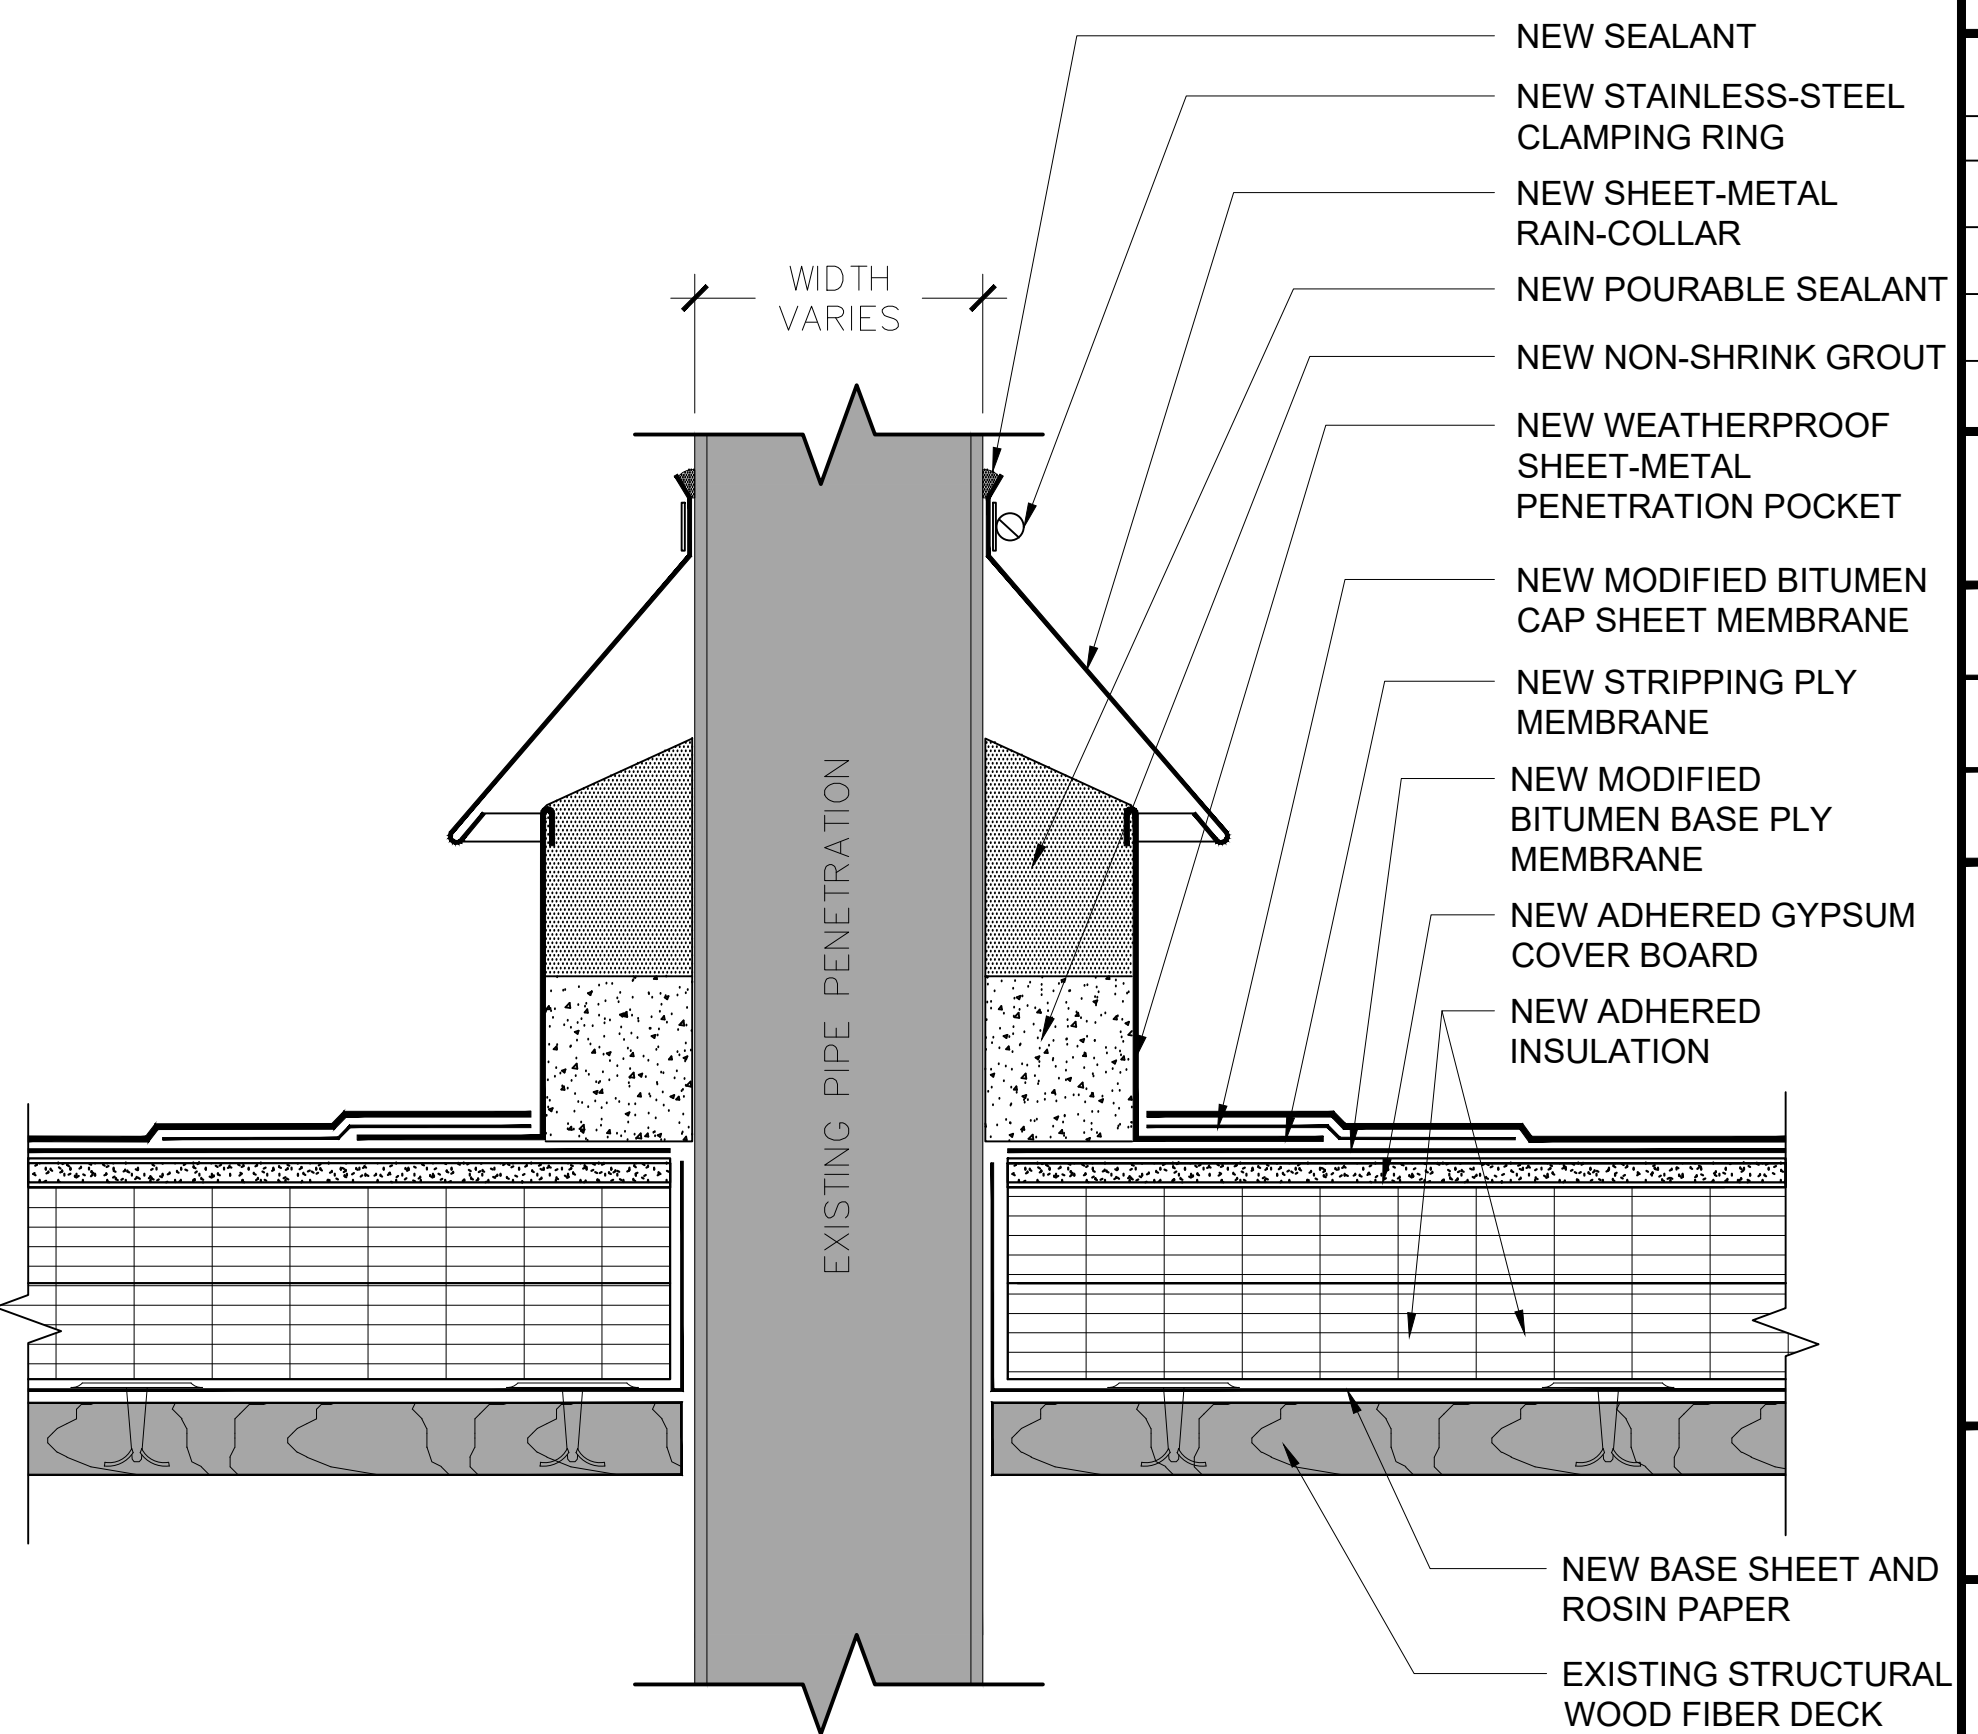 NEW SEALANT
NEW STAINLESS-STEEL
CLAMPING RING
NEW SHEET-METAL
RAIN-COLLAR
WIDTH
VARIES
NEW POURABLE SEALANT
NEW NON-SHRINK GROUT
NEW WEATHERPROOF
SHEET-METAL
PENETRATION POCKET
NEW MODIFIED BITUMEN
CAP SHEET MEMBRANE
NEW STRIPPING PLY
MEMBRANE
NEW MODIFIED
BITUMEN BASE PLY
MEMBRANE
EXISTING PIPE PENETRATION
NEW ADHERED GYPSUM
COVER BOARD
NEW ADHERED
INSULATION
NEW BASE SHEET AND
ROSIN PAPER
EXISTING STRUCTURAL
WOOD FIBER DECK